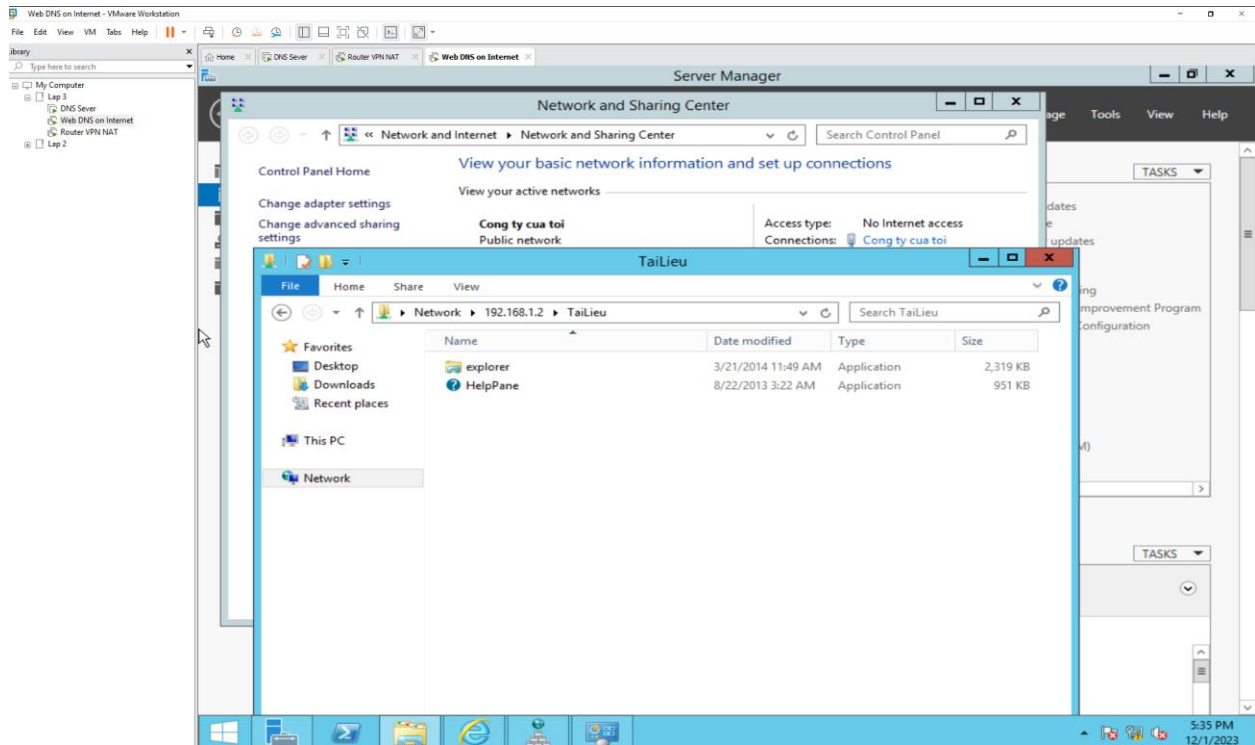 Web DNS on Internet - VMware Workstation
File Edit View VM Tabs Help
ibrary
Type here to search
My Computer
Lap 3
DNS Sever
Web DNS on Internet
Router VPN NAT
Lap 2
Home DNS Sever Router VPN NAT Web DNS on Internet
Server Manager
age Tools View Help
Network and Sharing Center
« Network and Internet Network and Sharing Center
Search Control Panel
Control Panel Home
Change adapter settings
Change advanced sharing
settings
View your basic network information and set up connections
View your active networks
Cong ty cua toi
Public network
Access type: No Internet access
Connections: Cong ty cua toi
TASKS
dates
e
updates
ing
mprovement Program
onfiguration
M)
TASKS
TaiLieu
File Home Share View
Network 192.168.1.2 TaiLieu
Search TaiLieu
Favorites
Desktop
Downloads
Recent places
This PC
Network
Name Date modified Type Size
explorer 3/21/2014 11:49 AM Application 2,319 KB
HelpPane 8/22/2013 3:22 AM Application 951 KB
5:35 PM
12/1/2023